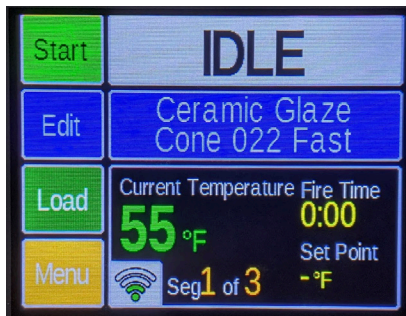 Start
IDLE
Edit
Ceramic Glaze
Cone 022 Fast
Load
Current Temperature
55 °F
Fire Time
0:00
Set Point
- °F
Menu
Seg 1 of 3